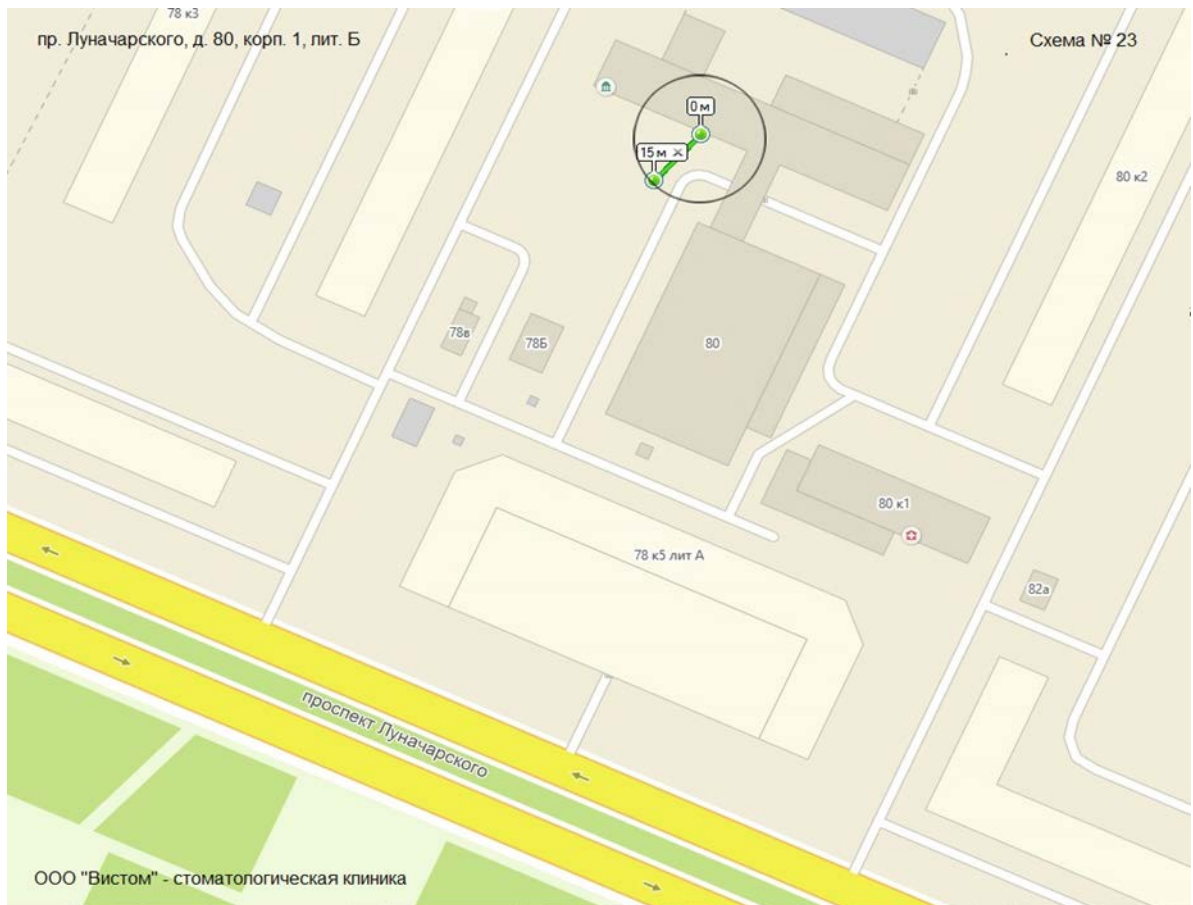 78 к3
пр. Луначарского, д. 80, корп. 1, лит. Б
Схема № 23
0 м
15 м
80 к2
78в
78Б
80
80 к1
78 к5 лит А
82а
проспект Луначарского
ООО "Вистом" - стоматологическая клиника